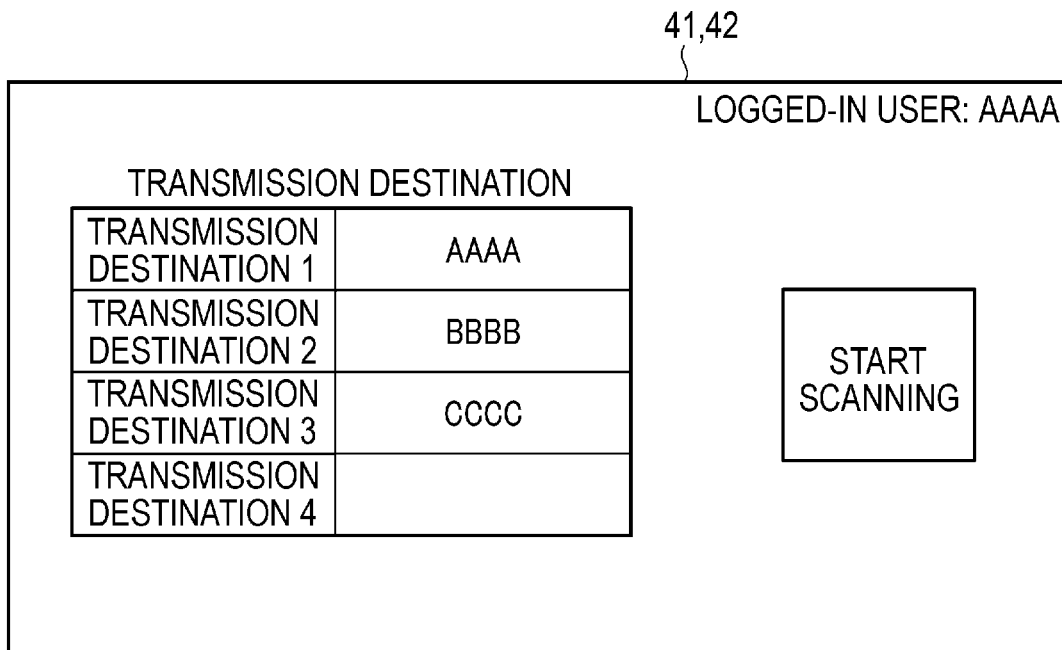 41,42
LOGGED-IN USER: AAAA
TRANSMISSION DESTINATION
TRANSMISSION
DESTINATION 1
AAAA
TRANSMISSION
DESTINATION 2
BBBB
TRANSMISSION
DESTINATION 3
CCCC
TRANSMISSION
DESTINATION 4
START
SCANNING